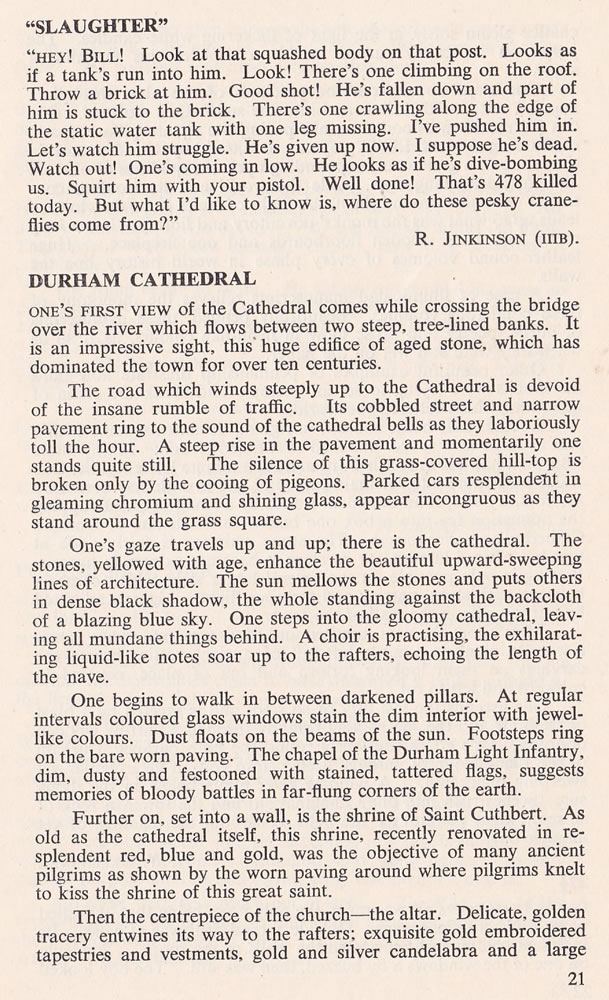 “SLAUGHTER”
“HEY! BILL! Look at that squashed body on that post. Looks as
if a tank’s run into him. Look! There’s one climbing on the roof.
Throw a brick at him. Good shot! He’s fallen down and part of
him is stuck to the brick. There’s one crawling along the edge of
the static water tank with one leg missing. I’ve pushed him in.
Let’s watch him struggle. He’s given up now. I suppose he’s dead.
Watch out! One’s coming in low. He looks as if he’s dive-bombing
us. Squirt him with your pistol. Well done! That’s 478 killed
today. But what I’d like to know is, where do these pesky crane-
flies come from?”
R. JINKINSON (IIIB).
DURHAM CATHEDRAL
ONE’S FIRST VIEW of the Cathedral comes while crossing the bridge
over the river which flows between two steep, tree-lined banks. It
is an impressive sight, this huge edifice of aged stone, which has
dominated the town for over ten centuries.
The road which winds steeply up to the Cathedral is devoid
of the insane rumble of traffic. Its cobbled street and narrow
pavement ring to the sound of the cathedral bells as they laboriously
toll the hour. A steep rise in the pavement and momentarily one
stands quite still. The silence of this grass-covered hill-top is
broken only by the cooing of pigeons. Parked cars resplendent in
gleaming chromium and shining glass, appear incongruous as they
stand around the grass square.
One’s gaze travels up and up; there is the cathedral. The
stones, yellowed with age, enhance the beautiful upward-sweeping
lines of architecture. The sun mellows the stones and puts others
in dense black shadow, the whole standing against the backcloth
of a blazing blue sky. One steps into the gloomy cathedral, leav-
ing all mundane things behind. A choir is practising, the exhilarat-
ing liquid-like notes soar up to the rafters, echoing the length of
the nave.
One begins to walk in between darkened pillars. At regular
intervals coloured glass windows stain the dim interior with jewel-
like colours. Dust floats on the beams of the sun. Footsteps ring
on the bare worn paving. The chapel of the Durham Light Infantry,
dim, dusty and festooned with stained, tattered flags, suggests
memories of bloody battles in far-flung corners of the earth.
Further on, set into a wall, is the shrine of Saint Cuthbert. As
old as the cathedral itself, this shrine, recently renovated in re-
splendent red, blue and gold, was the objective of many ancient
pilgrims as shown by the worn paving around where pilgrims knelt
to kiss the shrine of this great saint.
Then the centrepiece of the church—the altar. Delicate, golden
tracery entwines its way to the rafters; exquisite gold embroidered
tapestries and vestments, gold and silver candelabra and a large
21